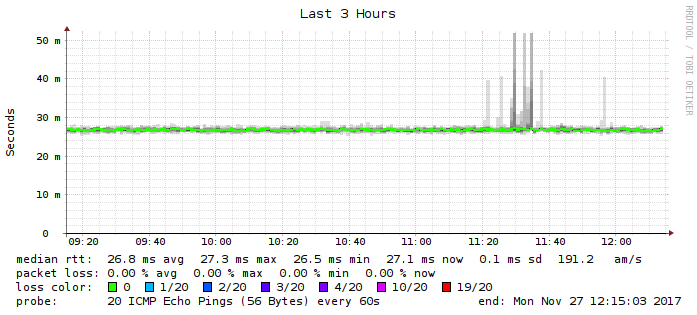 Last 3 Hours
RRDTOOL / TOBI OETIKER
Seconds
50 m
40 m
30 m
20 m
10 m
0
09:20 09:40 10:00 10:20 10:40 11:00 11:20 11:40 12:00
median rtt: 26.8 ms avg 27.3 ms max 26.5 ms min 27.1 ms now 0.1 ms sd 191.2 am/s
packet loss: 0.00 % avg 0.00 % max 0.00 % min 0.00 % now
loss color: 0 1/20 2/20 3/20 4/20 10/20 19/20
probe: 20 ICMP Echo Pings (56 Bytes) every 60s end: Mon Nov 27 12:15:03 2017